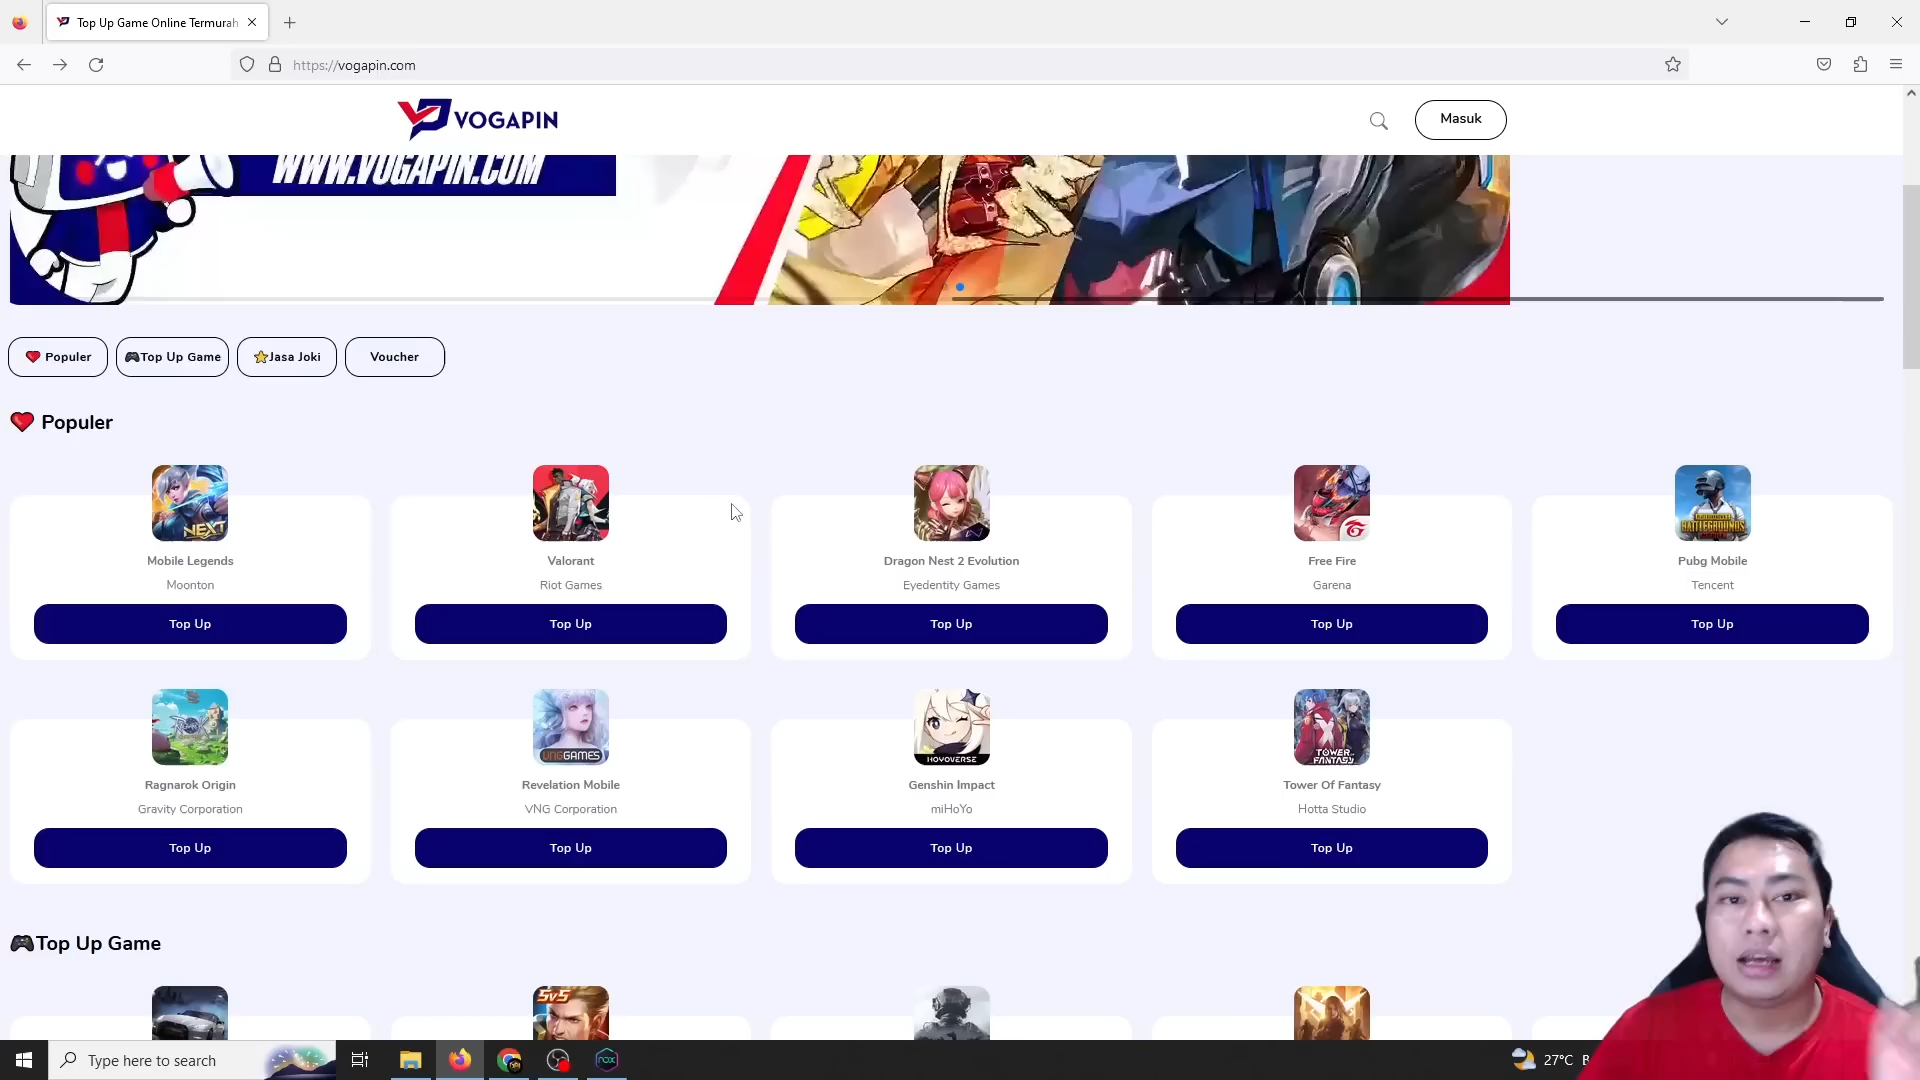 Top Up Game Online Termurah
https://vogapin.com
VOGAPIN
Masuk
WWW.VOGAPIN.COM
Populer
Top Up Game
Jasa Joki
Voucher
Populer
NEXT
Mobile Legends
Moonton
Top Up
Valorant
Riot Games
Top Up
Dragon Nest 2 Evolution
Eyedentity Games
Top Up
Free Fire
Garena
Top Up
BATTLEGROUNDS
Pubg Mobile
Tencent
Top Up
Ragnarok Origin
Gravity Corporation
Top Up
VNGGAMES
Revelation Mobile
VNG Corporation
Top Up
HOYOVERSE
Genshin Impact
miHoYo
Top Up
TOWER OF
FANTASY
Tower Of Fantasy
Hotta Studio
Top Up
Top Up Game
5V5
Type here to search
nox
27°C B